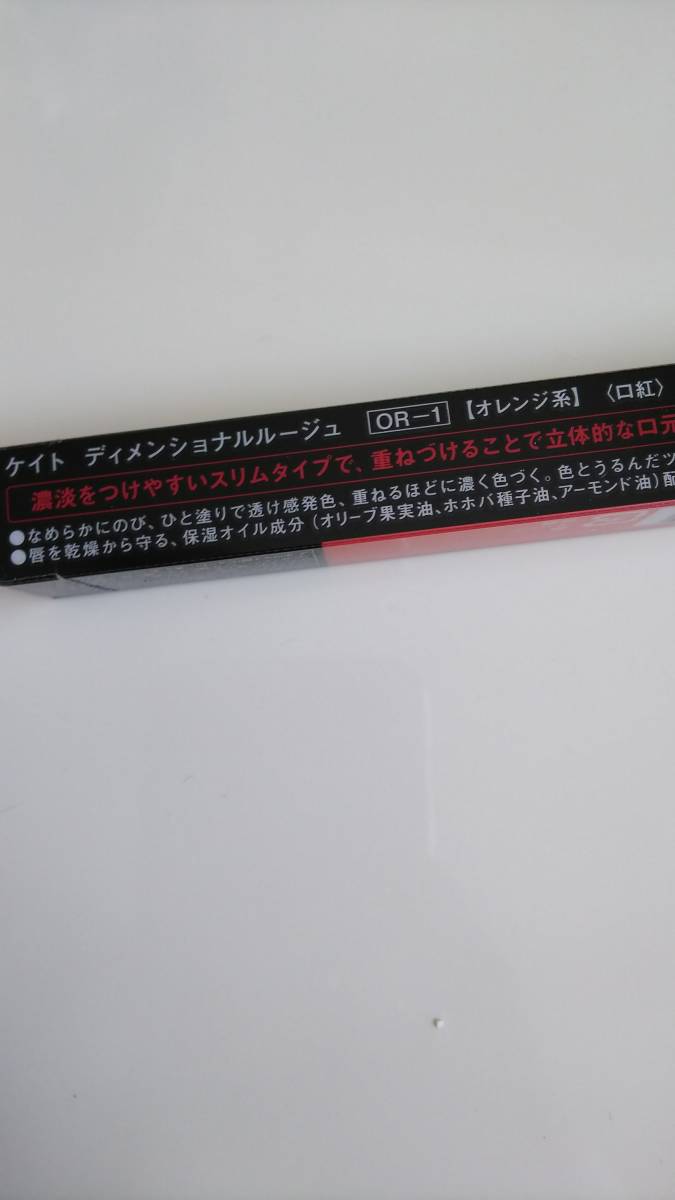 ケイト ディメンショナルルージュ OR-1 【オレンジ系】 〈口紅〉
濃淡をつけやすいスリムタイプで、重ねづけることで立体的な口元
●なめらかにのび、ひと塗りで透け感発色、重ねるほどに濃く色づく。色とうるんだツ
●唇を乾燥から守る、保湿オイル成分（オリーブ果実油、ホホバ種子油、アーモンド油）配